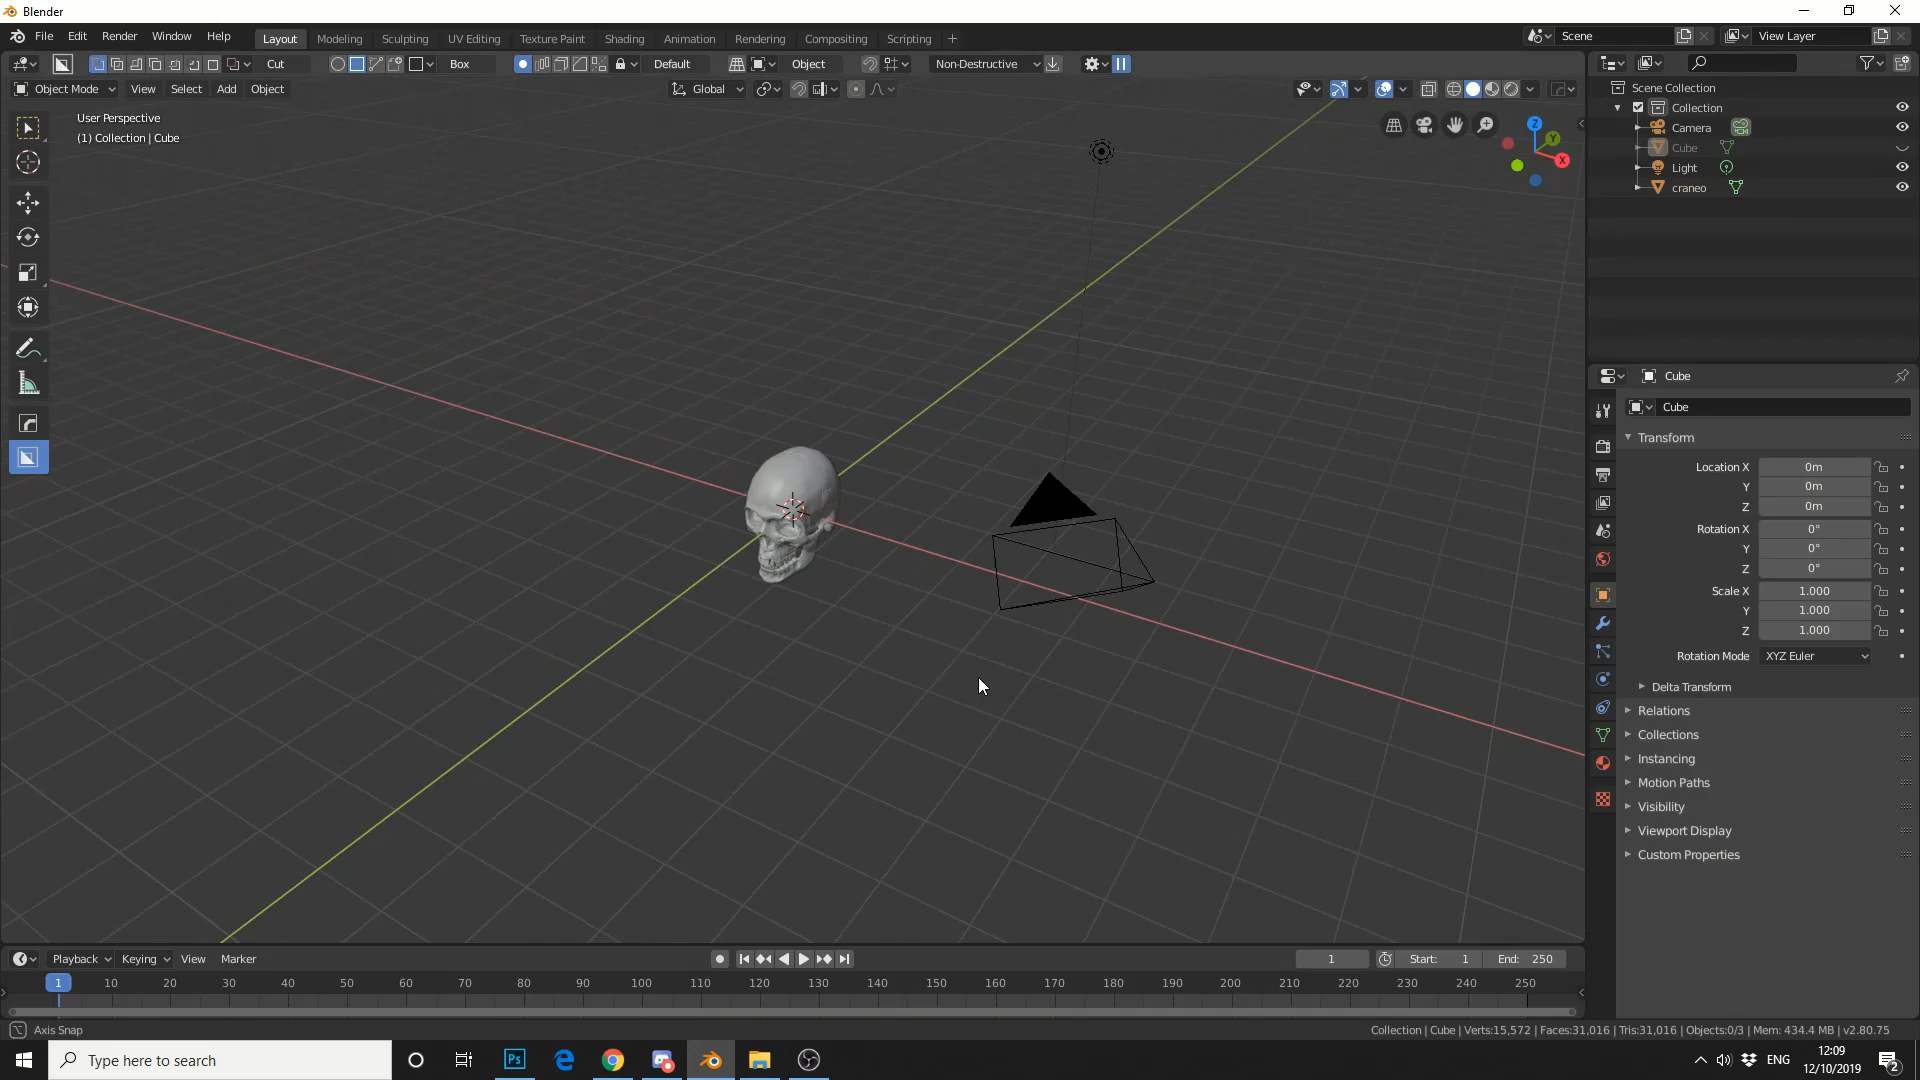 Blender
File Edit Render Window Help Layout Modeling Sculpting UV Editing Texture Paint Shading Animation Rendering Compositing Scripting + Scene View Layer
Cut Box Default Object Non-Destructive
Object Mode View Select Add Object Global
User Perspective
(1) Collection | Cube
Z
Y
X
Scene Collection
Collection
Camera
Cube
Light
craneo
Cube
Cube
Transform
Location X 0m
Y 0m
Z 0m
Rotation X 0°
Y 0°
Z 0°
Scale X 1.000
Y 1.000
Z 1.000
Rotation Mode XYZ Euler
Delta Transform
Relations
Collections
Instancing
Motion Paths
Visibility
Viewport Display
Custom Properties
Playback Keying View Marker 1 Start: 1 End: 250
1 10 20 30 40 50 60 70 80 90 100 110 120 130 140 150 160 170 180 190 200 210 220 230 240 250
Axis Snap Collection | Cube | Verts:15,572 | Faces:31,016 | Tris:31,016 | Objects:0/3 | Mem: 434.4 MB | v2.80.75
Type here to search Ps ENG 12:09
12/10/2019 2